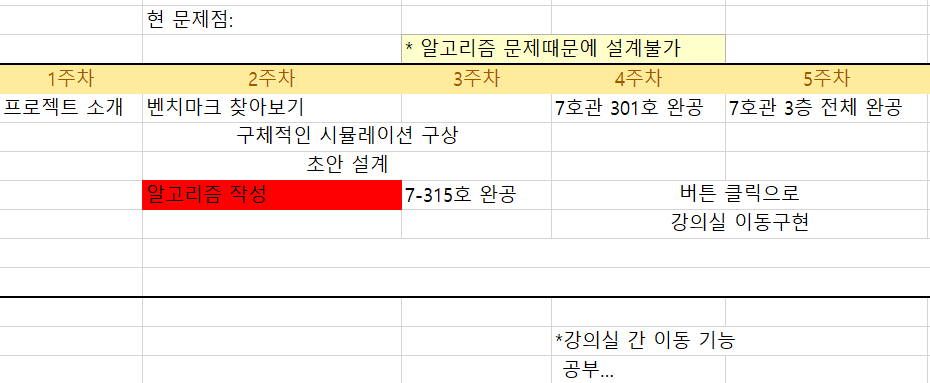 현 문제점:
* 알고리즘 문제때문에 설계불가
1주차 2주차 3주차 4주차 5주차
프로젝트 소개 벤치마크 찾아보기 7호관 301호 완공 7호관 3층 전체 완공
구체적인 시뮬레이션 구상
초안 설계
알고리즘 작성 7-315호 완공 버튼 클릭으로
강의실 이동구현
*강의실 간 이동 기능
공부...